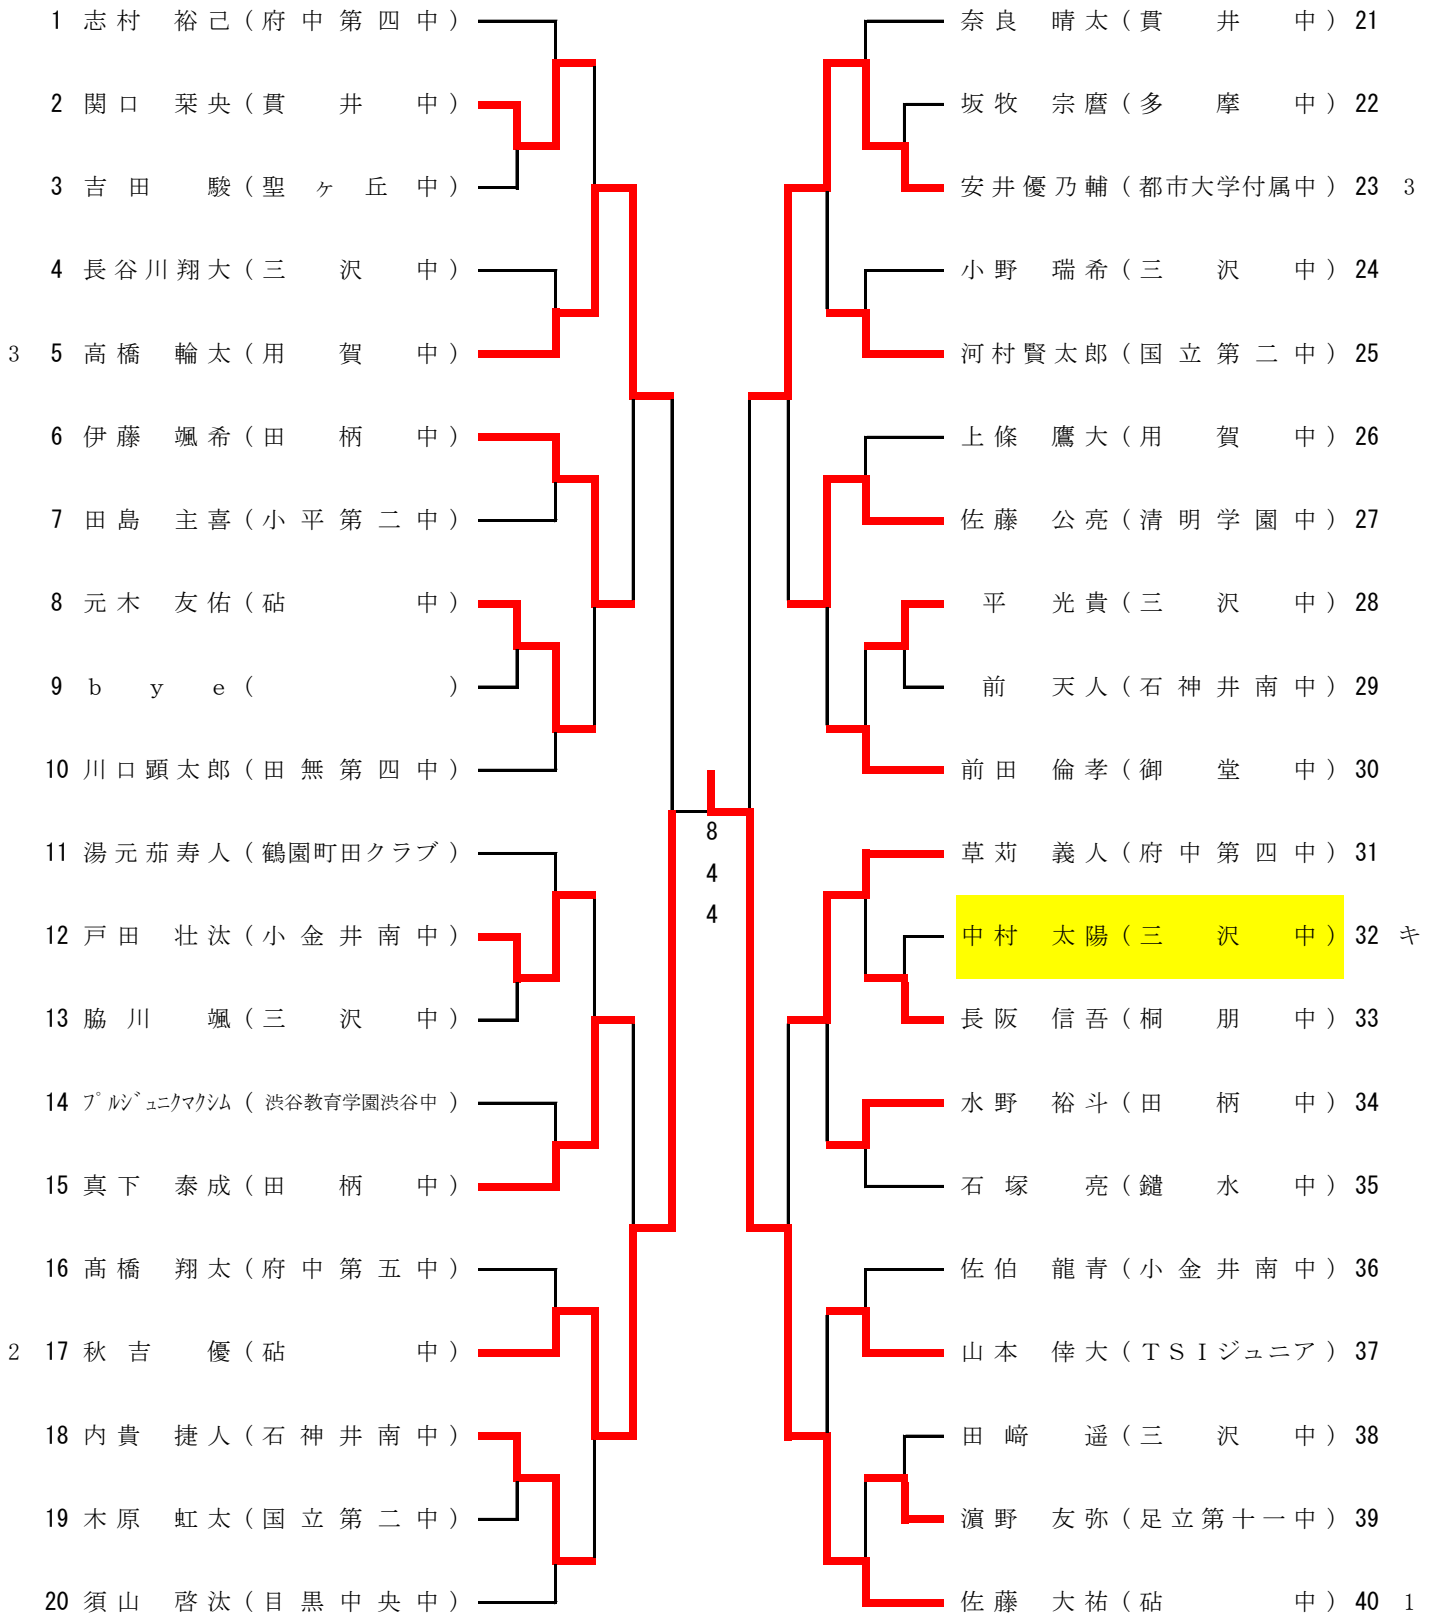 1 志村 裕己(府中第四中)
2 関口 栞央(貫井中)
3 吉田 駿(聖ヶ丘中)
4 長谷川翔大(三沢中)
3 5 高橋 輪太(用賀中)
6 伊藤 颯希(田柄中)
7 田島 主喜(小平第二中)
8 元木 友佑(砧中)
9 bye( )
10 川口顕太郎(田無第四中)
11 湯元茄寿人(鶴園町田クラブ)
12 戸田 壮汰(小金井南中)
13 脇川 颯(三沢中)
14 プルジュニクマクシム(渋谷教育学園渋谷中)
15 真下 泰成(田柄中)
16 髙橋 翔太(府中第五中)
2 17 秋吉 優(砧中)
18 内貴 捷人(石神井南中)
19 木原 虹太(国立第二中)
20 須山 啓汰(目黒中央中)
8
4
4
奈良 晴太(貫井中) 21
坂牧 宗麿(多摩中) 22
安井優乃輔(都市大学付属中) 23 3
小野 瑞希(三沢中) 24
河村賢太郎(国立第二中) 25
上條 鷹大(用賀中) 26
佐藤 公亮(清明学園中) 27
平 光貴(三沢中) 28
前 天人(石神井南中) 29
前田 倫孝(御堂中) 30
草苅 義人(府中第四中) 31
中村 太陽(三沢中) 32 キ
長阪 信吾(桐朋中) 33
水野 裕斗(田柄中) 34
石塚 亮(鑓水中) 35
佐伯 龍青(小金井南中) 36
山本 倖大(TSIジュニア) 37
田﨑 遥(三沢中) 38
濵野 友弥(足立第十一中) 39
佐藤 大祐(砧中) 40 1